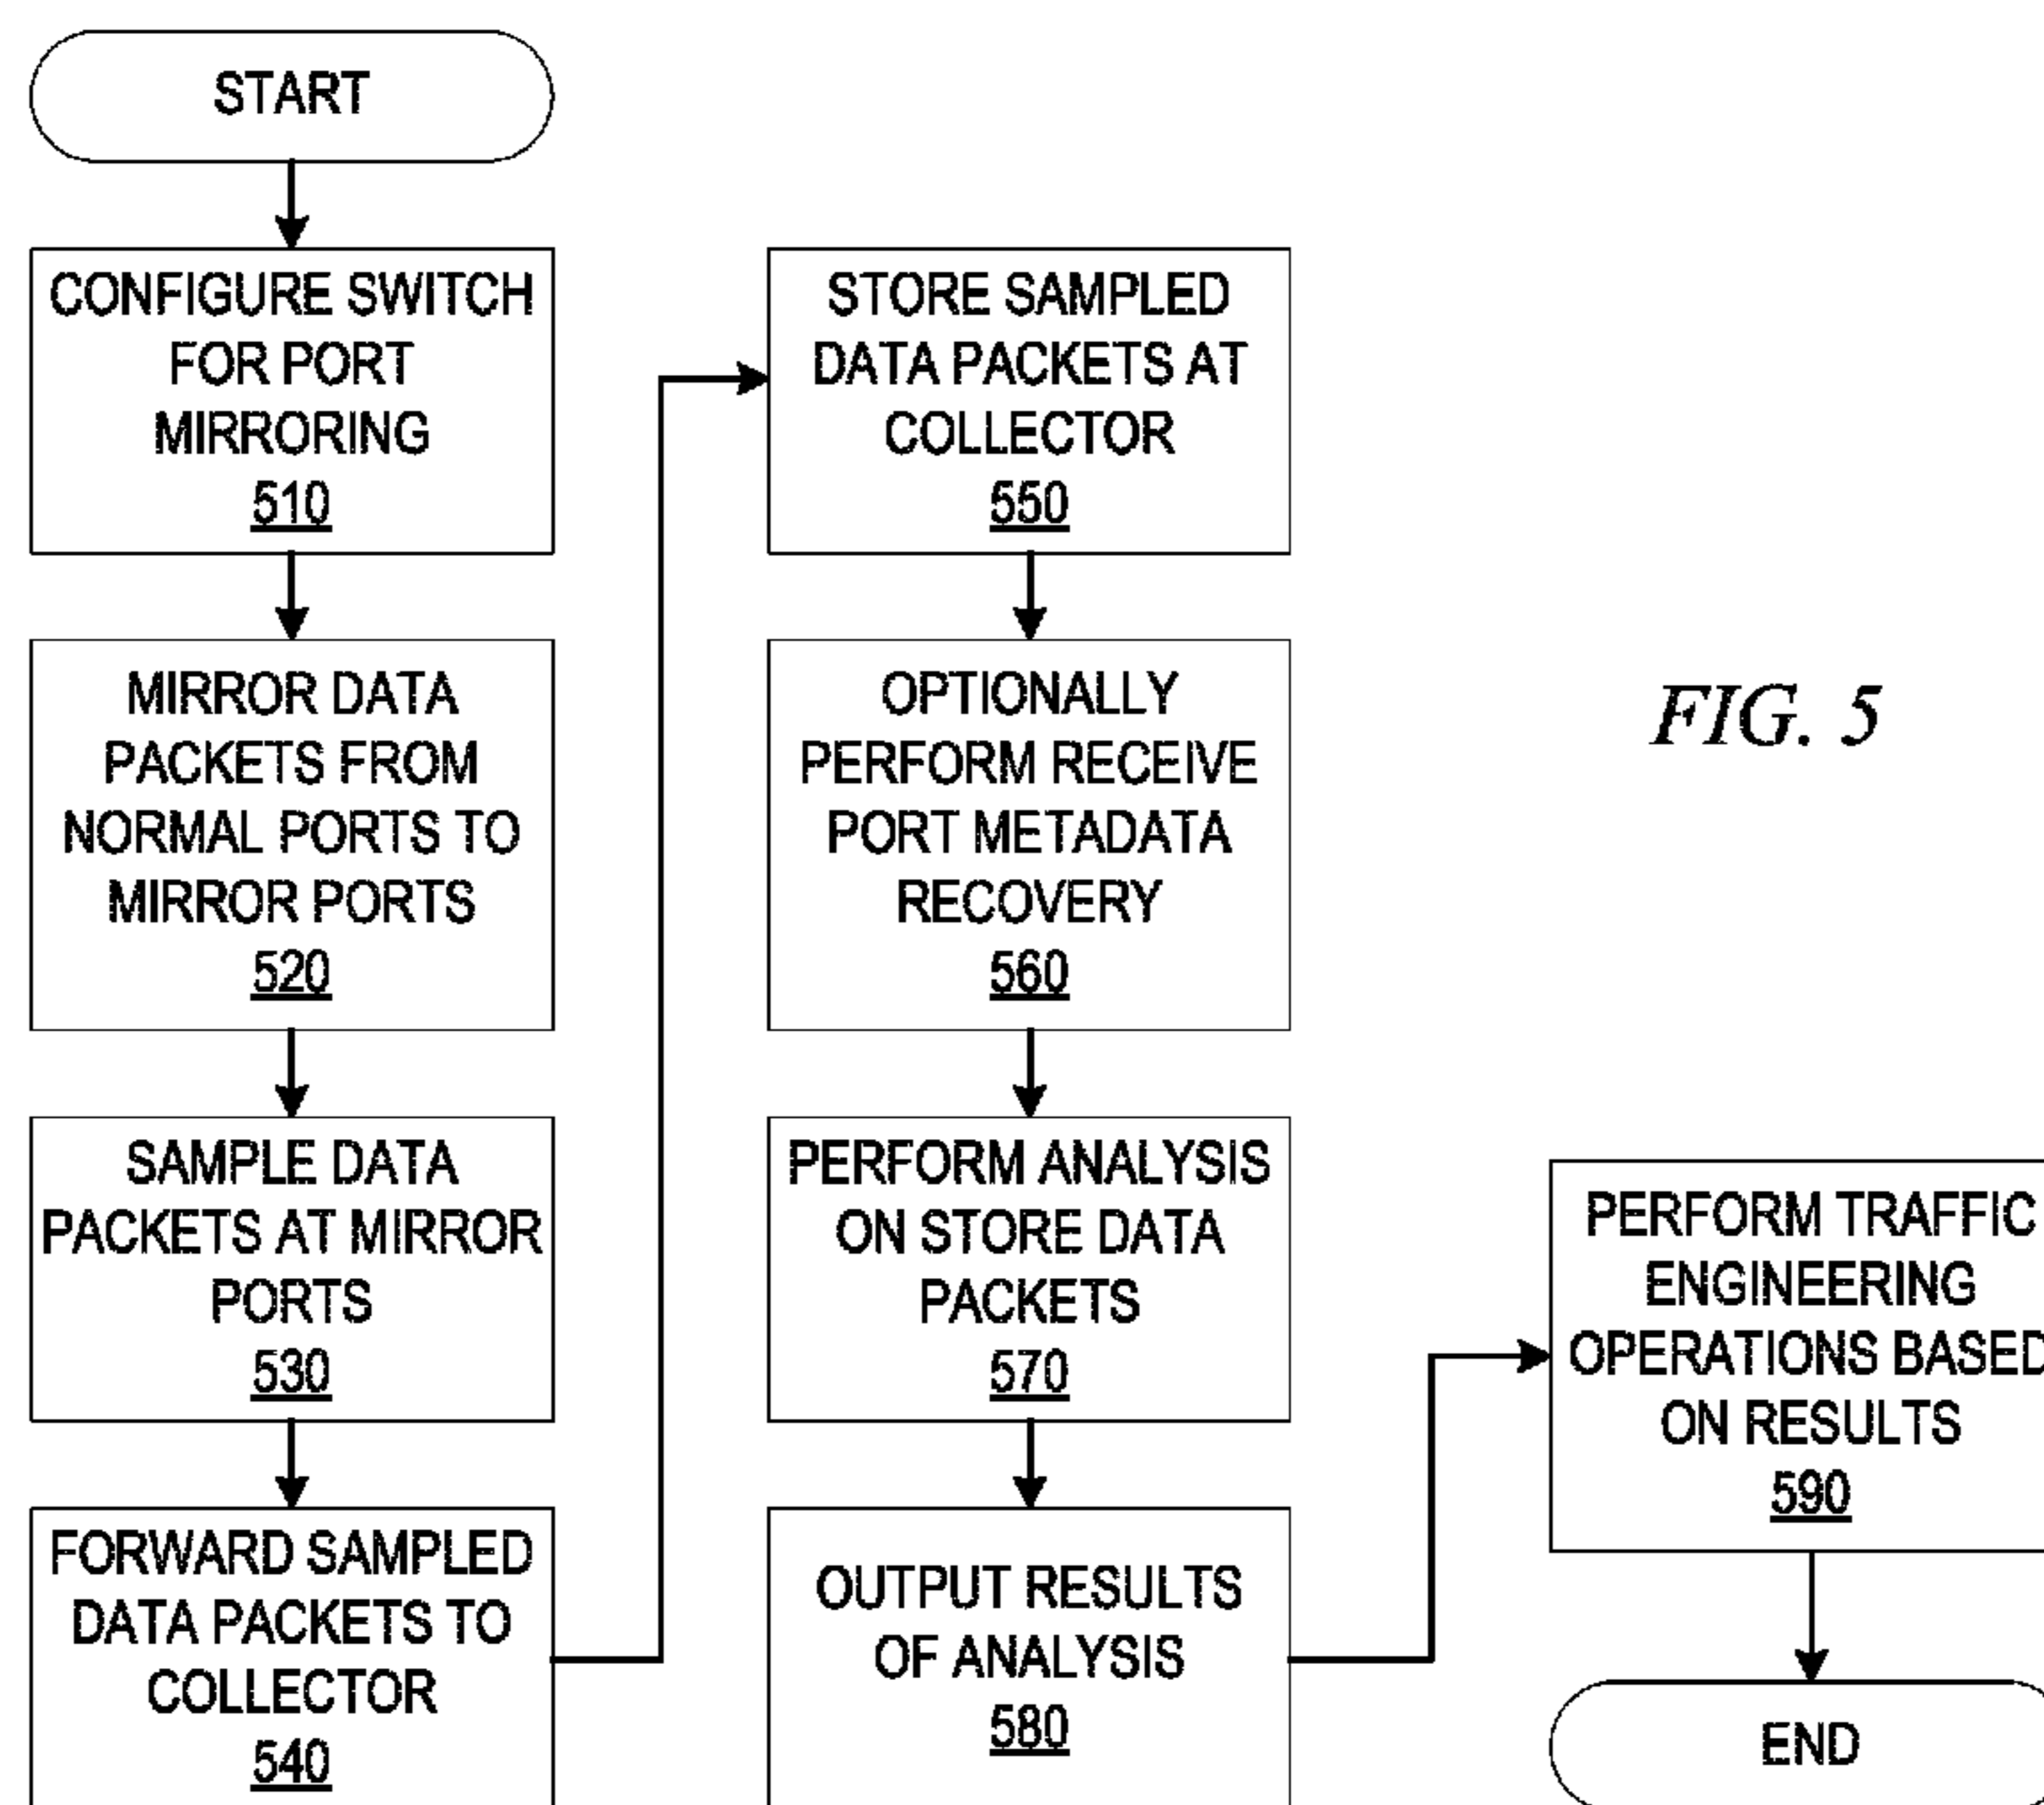 START
CONFIGURE SWITCH
FOR PORT
MIRRORING
510
MIRROR DATA
PACKETS FROM
NORMAL PORTS TO
MIRROR PORTS
520
SAMPLE DATA
PACKETS AT MIRROR
PORTS
530
FORWARD SAMPLED
DATA PACKETS TO
COLLECTOR
540
STORE SAMPLED
DATA PACKETS AT
COLLECTOR
550
OPTIONALLY
PERFORM RECEIVE
PORT METADATA
RECOVERY
560
PERFORM ANALYSIS
ON STORE DATA
PACKETS
570
OUTPUT RESULTS
OF ANALYSIS
580
FIG. 5
PERFORM TRAFFIC
ENGINEERING
OPERATIONS BASED
ON RESULTS
590
END